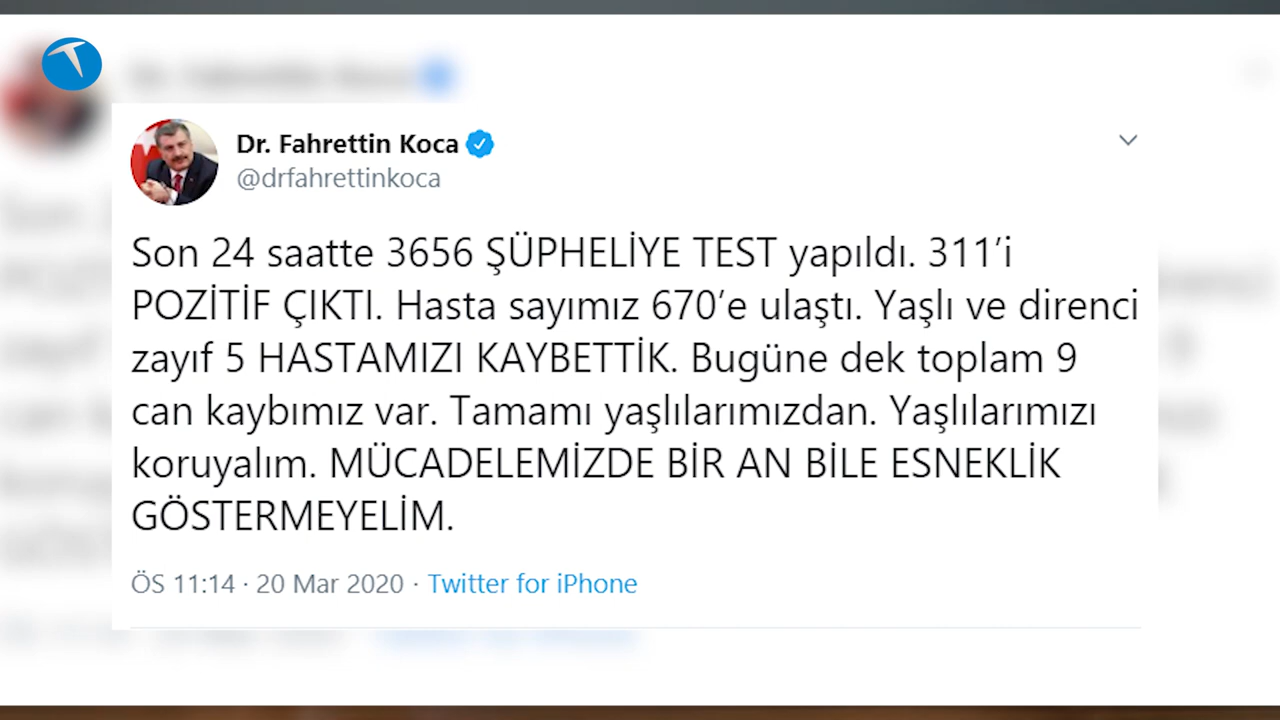 Dr. Fahrettin Koca
@drfahrettinkoca
Son 24 saatte 3656 ŞÜPHELİYE TEST yapıldı. 311’i
POZİTİF ÇIKTI. Hasta sayımız 670’e ulaştı. Yaşlı ve direnci
zayıf 5 HASTAMIZI KAYBETTİK. Bugüne dek toplam 9
can kaybımız var. Tamamı yaşlılarımızdan. Yaşlılarımızı
koruyalım. MÜCADELEMİZDE BİR AN BİLE ESNEKLİK
GÖSTERMEYELİM.
ÖS 11:14 · 20 Mar 2020 · Twitter for iPhone